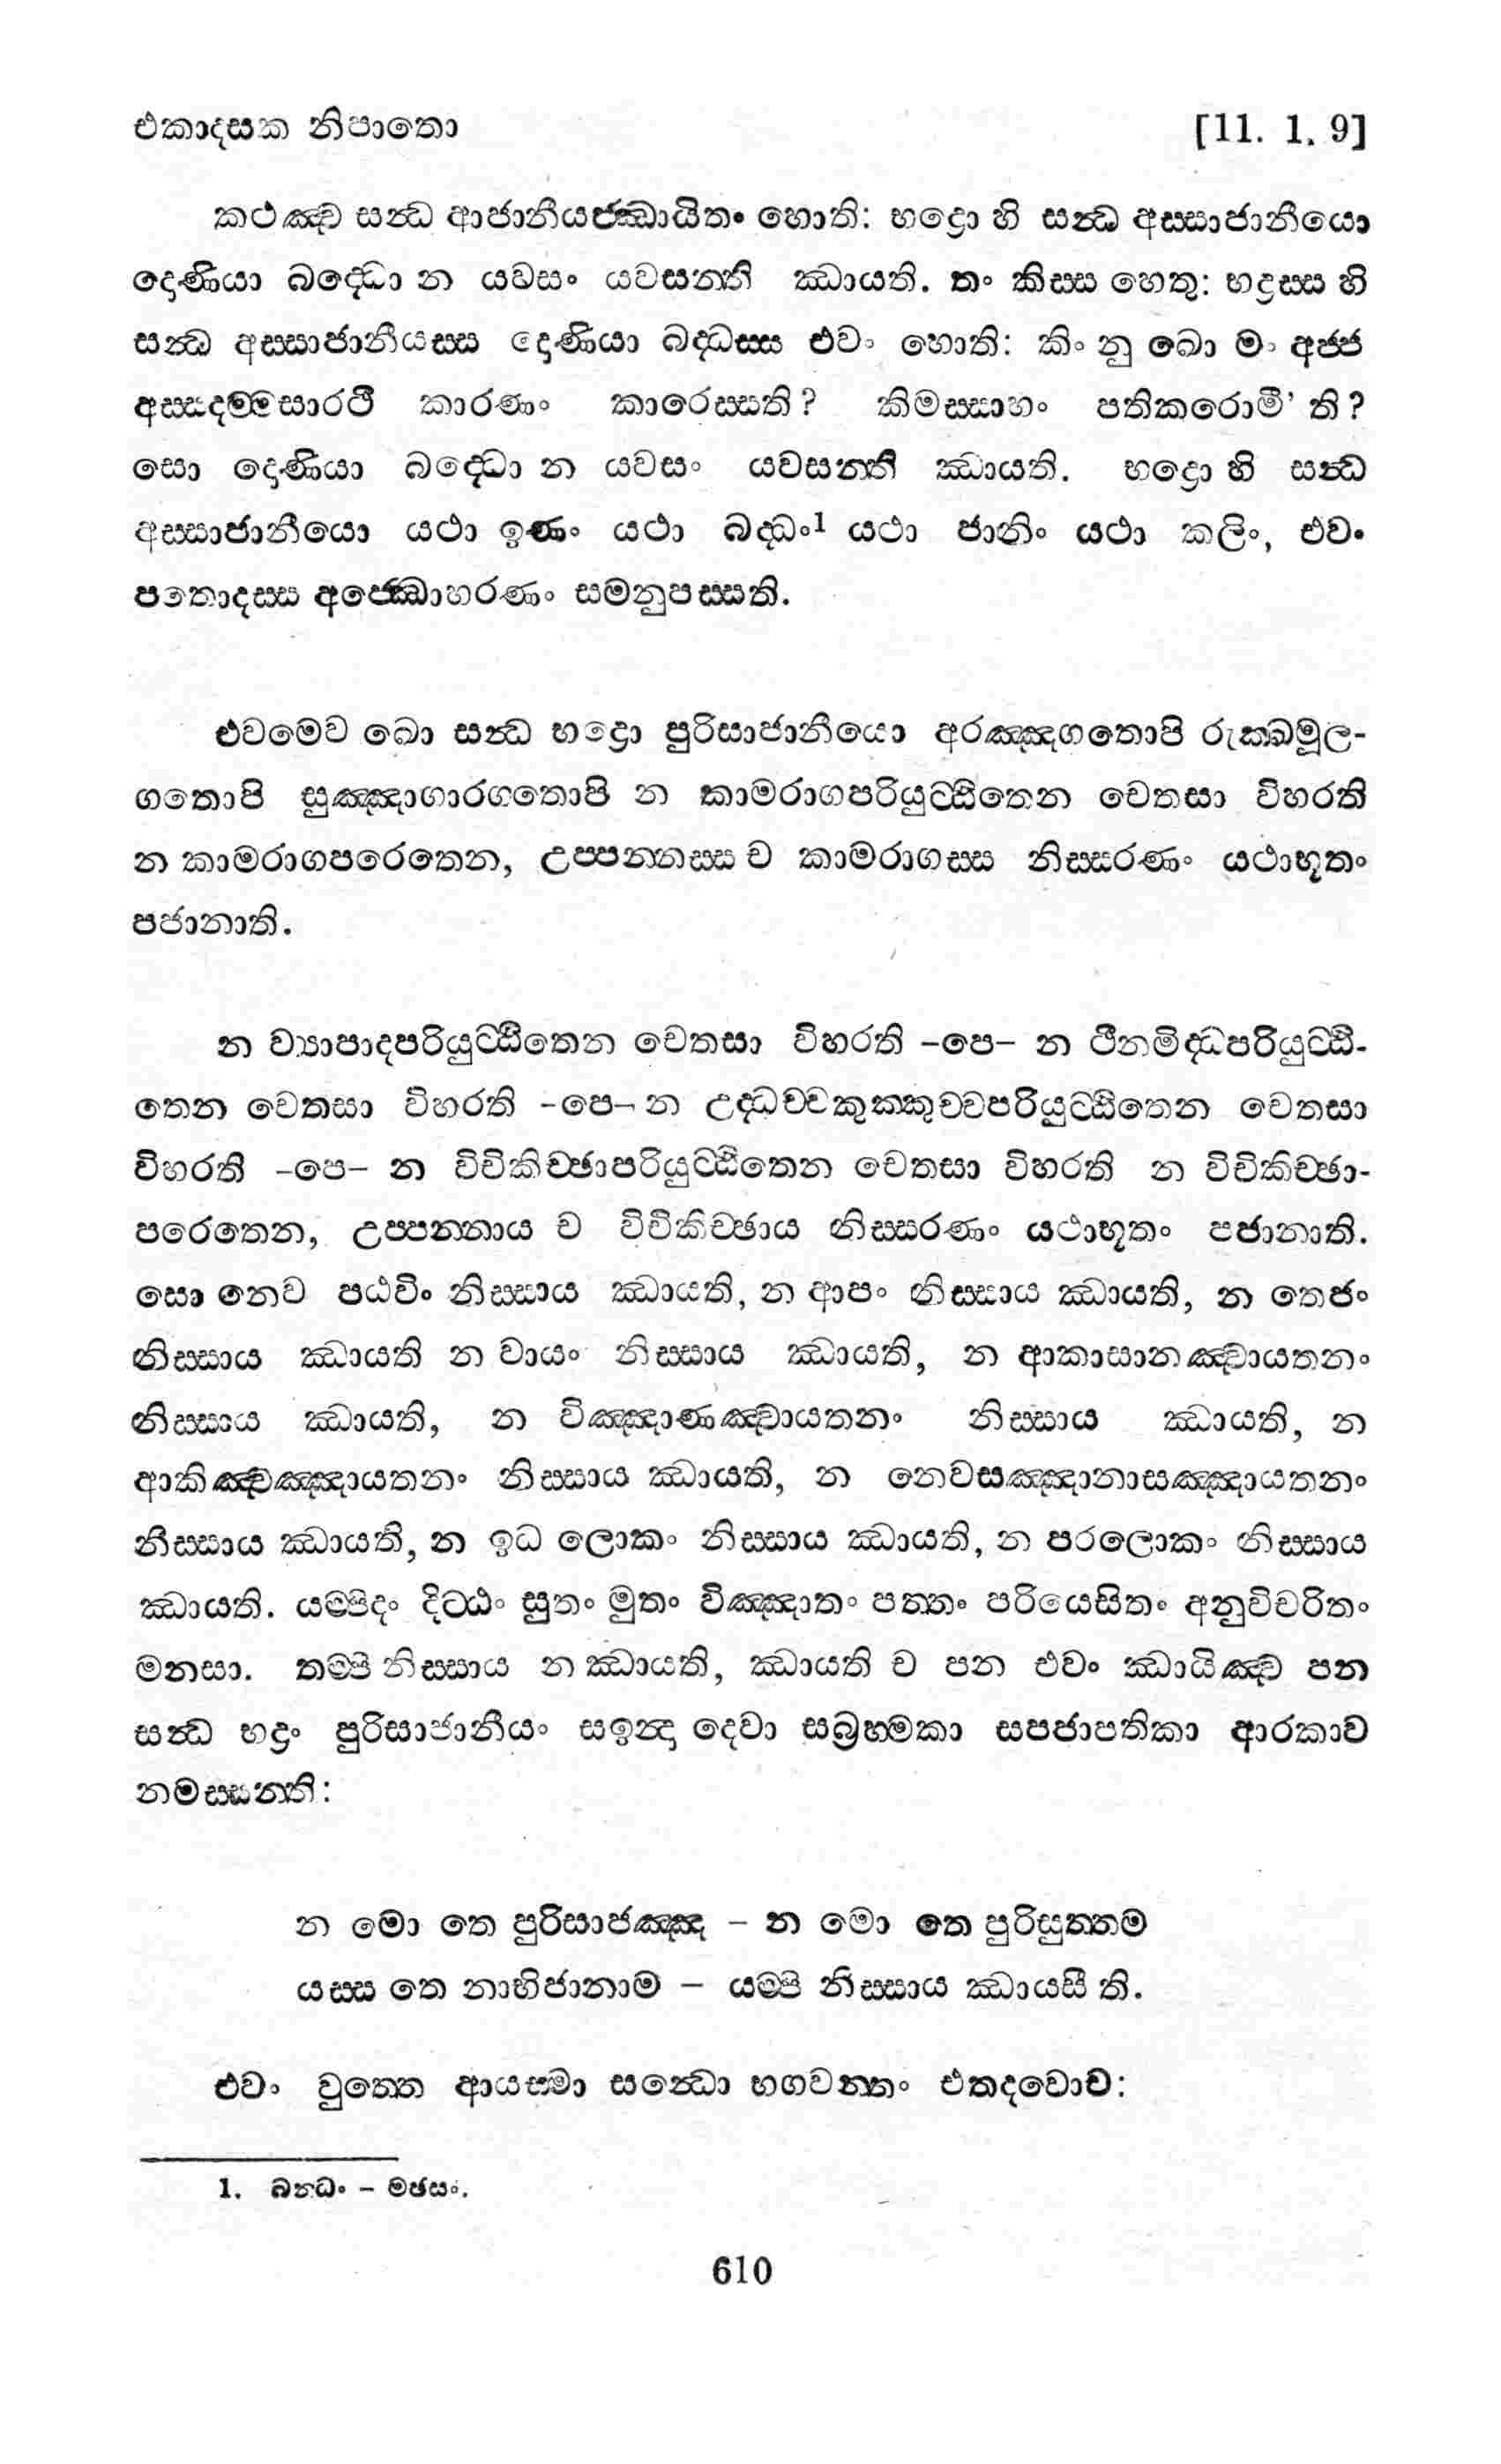 එකාදසක නිපාතො [11. 1. 9]
කථඤ්ච සන්ධ ආජානීයජ්ඣායිතං හොති: භද්‍රො හි සන්ධ අස්සාජානීයො
දොණියා බද්ධො න යවසං යවසන්ති ඣායති. තං කිස්ස හෙතු: භද්‍රස්ස හි
සන්ධ අස්සාජානීයස්ස දොණියා බද්ධස්ස එවං හොති: කිං නු ඛො මං අජ්ජ
අස්සදම්මසාරථි කාරණං කාරෙස්සති? කිමස්සාහං පතිකරොමී’ ති?
සො දොණියා බද්ධො න යවසං යවසන්ති ඣායති. භද්‍රො හි සන්ධ
අස්සාජානීයො යථා ඉණං යථා බද්ධං1 යථා ජානිං යථා කලිං, එවං
පතොදස්ස අජ්ඣොහරණං සමනුපස්සති.
එවමෙව ඛො සන්ධ භද්‍රො පුරිසාජානීයො අරඤ්ඤගතොපි රුක්ඛමූල-
ගතොපි සුඤ්ඤාගාරගතොපි න කාමරාගපරියුට්ඨිතෙන චෙතසා විහරති
න කාමරාගපරෙතෙන, උප්පන්නස්ස ච කාමරාගස්ස නිස්සරණං යථාභූතං
පජානාති.
න ව්‍යාපාදපරියුට්ඨිතෙන චෙතසා විහරති -පෙ- න ථීනමිද්ධපරියුට්ඨි-
තෙන චෙතසා විහරති -පෙ- න උද්ධච්චකුක්කුච්චපරියුට්ඨිතෙන චෙතසා
විහරති -පෙ- න විචිකිච්ඡාපරියුට්ඨිතෙන චෙතසා විහරති න විචිකිච්ඡා-
පරෙතෙන, උප්පන්නාය ච විචිකිච්ඡාය නිස්සරණං යථාභූතං පජානාති.
සො නෙව පඨවිං නිස්සාය ඣායති, න ආපං නිස්සාය ඣායති, න තෙජං
නිස්සාය ඣායති න වායං නිස්සාය ඣායති, න ආකාසානඤ්චායතනං
නිස්සාය ඣායති, න විඤ්ඤාණඤ්චායතනං නිස්සාය ඣායති, න
ආකිඤ්චඤ්ඤායතනං නිස්සාය ඣායති, න නෙවසඤ්ඤානාසඤ්ඤායතනං
නිස්සාය ඣායති, න ඉධ ලොකං නිස්සාය ඣායති, න පරලොකං නිස්සාය
ඣායති. යම්පිදං දිට්ඨං සුතං මුතං විඤ්ඤාතං පත්තං පරියෙසිතං අනුවිචරිතං
මනසා. තම්පි නිස්සාය න ඣායති, ඣායති ච පන එවං ඣායිඤ්ච පන
සන්ධ භද්‍රං පුරිසාජානීයං සඉන්දා දෙවා සබ්‍රහ්මකා සපජාපතිකා ආරකාව
නමස්සන්ති:
න මො තෙ පුරිසාජඤ්ඤ – න මො තෙ පුරිසුත්තම
යස්ස තෙ නාභිජානාම – යම්පි නිස්සාය ඣායසී ති.
එවං වුත්තෙ ආයස්මා සන්ධො භගවන්තං එතදවොච:
1. බන්ධං – මඡසං.
610